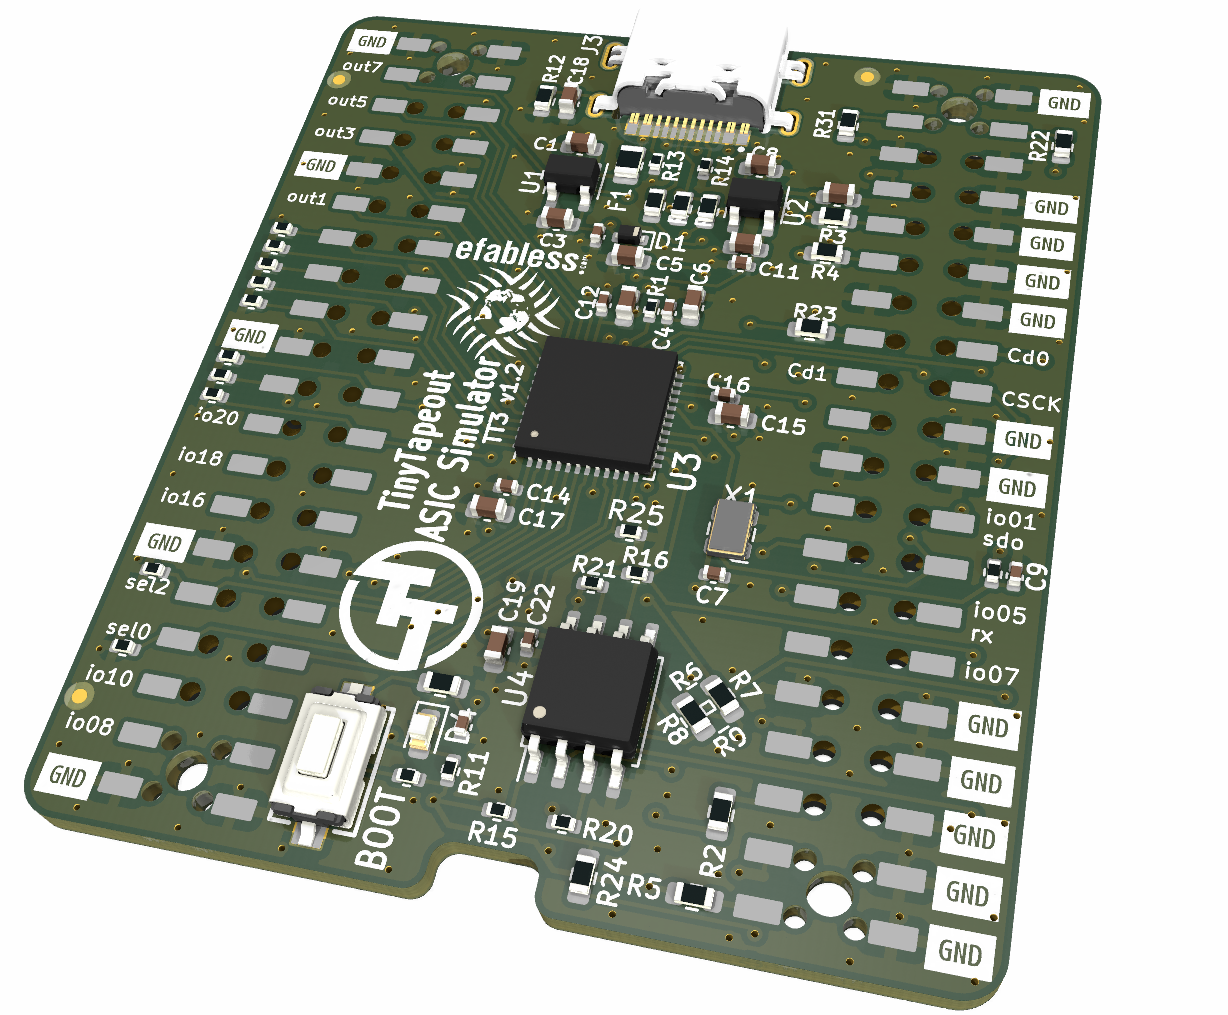 GND
out7
out5
out3
GND
out1
GND
io20
io18
io16
GND
sel2
sel0
io10
io08
GND
R12
C18
J3
C1
U1
F1
R13
R14
C8
U2
C3
D1
C5
R1
C6
C11
C12
C4
R3
R4
R31
R22
GND
GND
GND
GND
GND
R23
Cd0
Cd1
CSCK
GND
GND
io01
sdo
C9
io05
rx
io07
GND
GND
GND
GND
GND
efabless
.com
TinyTapeout
ASIC Simulator
TT3 v1.2
U3
C16
C15
C14
C17
R25
X1
R21
R16
C7
C19
C22
U4
R6
R7
R8
R9
R11
BOOT
R15
R20
R24
R5
R2